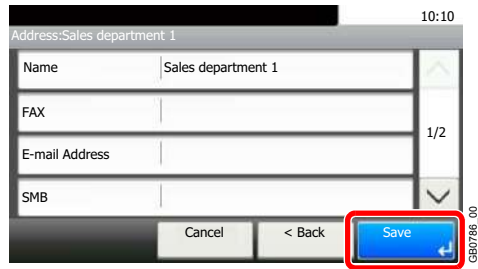 10:10
Address:Sales department 1
Name Sales department 1
FAX
1/2
E-mail Address
SMB
Cancel < Back Save
GB0786_00